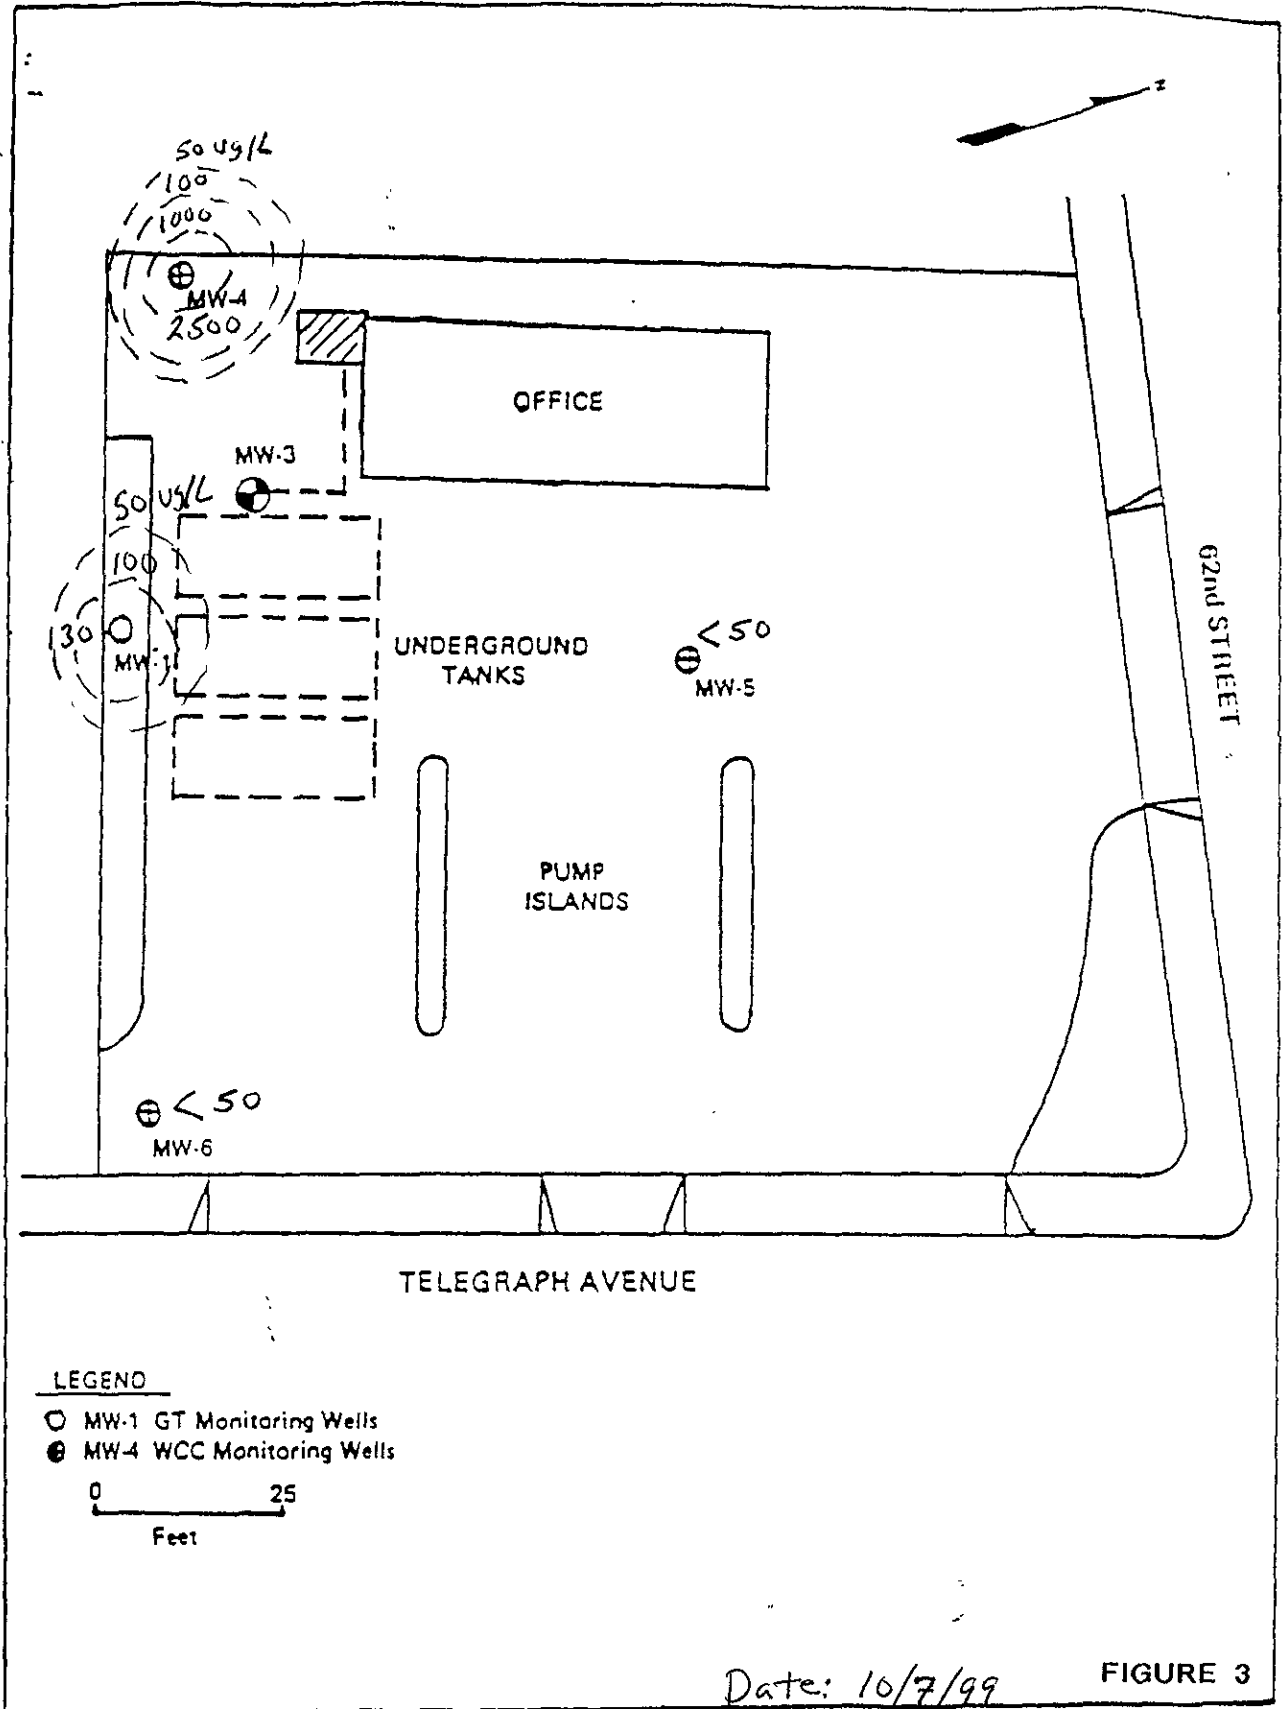 z
50 ug/L
100
1000
MW-4
2500
OFFICE
MW-3
50 ug/L
100
130
MW-1
UNDERGROUND
TANKS
<50
MW-5
62nd STREET
PUMP
ISLANDS
<50
MW-6
TELEGRAPH AVENUE
LEGEND
MW-1 GT Monitoring Wells
MW-4 WCC Monitoring Wells
0 25
Feet
Date: 10/7/99
FIGURE 3